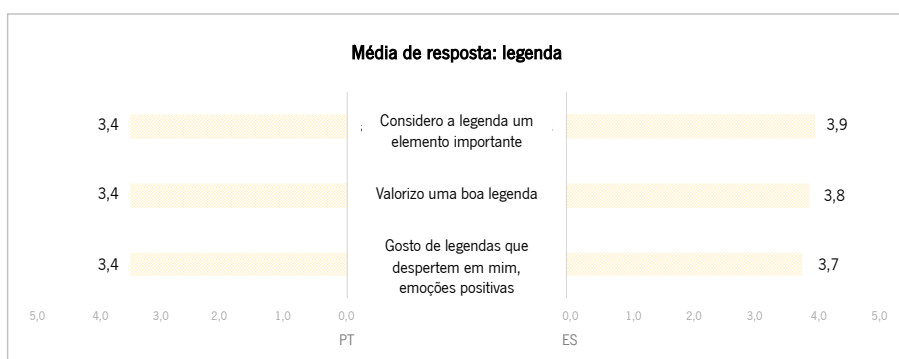 Média de resposta: legenda
3,4
Considero a legenda um
elemento importante
3,9
3,4
Valorizo uma boa legenda
3,8
3,4
Gosto de legendas que
despertem em mim,
emoções positivas
3,7
5,0 4,0 3,0 2,0 1,0 0,0 0,0 1,0 2,0 3,0 4,0 5,0
PT ES